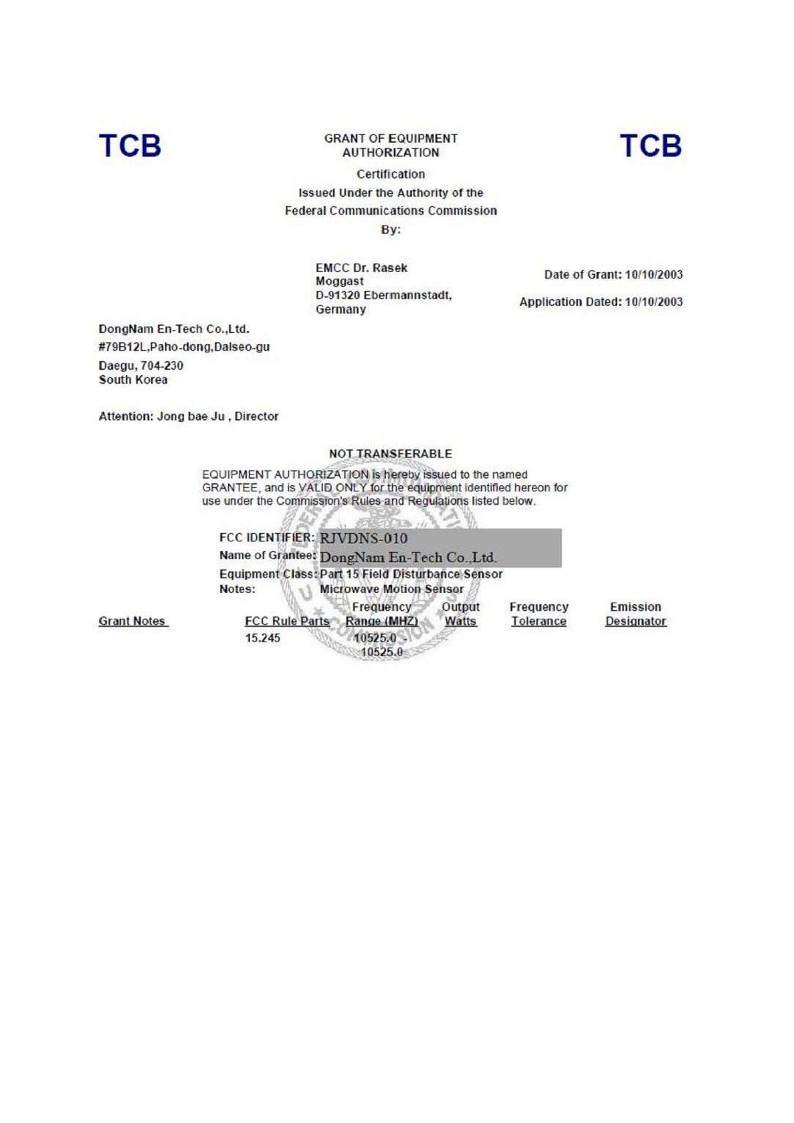 TCB
GRANT OF EQUIPMENT
AUTHORIZATION
TCB
Certification
Issued Under the Authority of the
Federal Communications Commission
By:
EMCC Dr. Rasek
Moggast
D-91320 Ebermannstadt,
Germany
Date of Grant: 10/10/2003
Application Dated: 10/10/2003
DongNam En-Tech Co.,Ltd.
#79B12L,Paho-dong,Dalseo-gu
Daegu, 704-230
South Korea
Attention: Jong bae Ju , Director
NOT TRANSFERABLE
EQUIPMENT AUTHORIZATION is hereby issued to the named
GRANTEE, and is VALID ONLY for the equipment identified hereon for
use under the Commission's Rules and Regulations listed below.
FCC IDENTIFIER: RJVDNS-010
Name of Grantee: DongNam En-Tech Co.,Ltd.
Equipment Class: Part 15 Field Disturbance Sensor
Notes: Microwave Motion Sensor
Grant Notes FCC Rule Parts Frequency Range (MHZ) Output Watts Frequency Tolerance Emission Designator
15.245 10525.0 -
10525.0